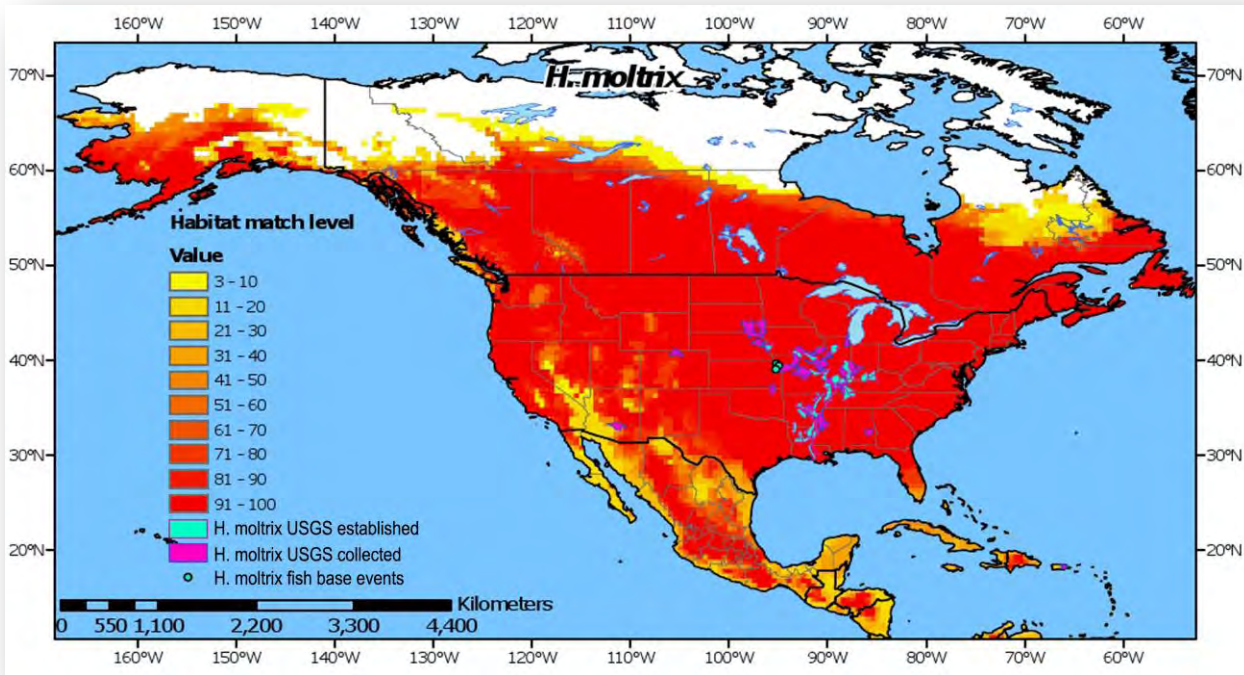 160°W 150°W 140°W 130°W 120°W 110°W 100°W 90°W 80°W 70°W 60°W
H. moltrix
70°N 70°N
60°N 60°N
50°N 50°N
40°N 40°N
30°N 30°N
20°N 20°N
Habitat match level
Value
3 - 10
11 - 20
21 - 30
31 - 40
41 - 50
51 - 60
61 - 70
71 - 80
81 - 90
91 - 100
H. moltrix USGS established
H. moltrix USGS collected
H. moltrix fish base events
Kilometers
0 550 1,100 2,200 3,300 4,400
160°W 150°W 140°W 130°W 120°W 110°W 100°W 90°W 80°W 70°W 60°W